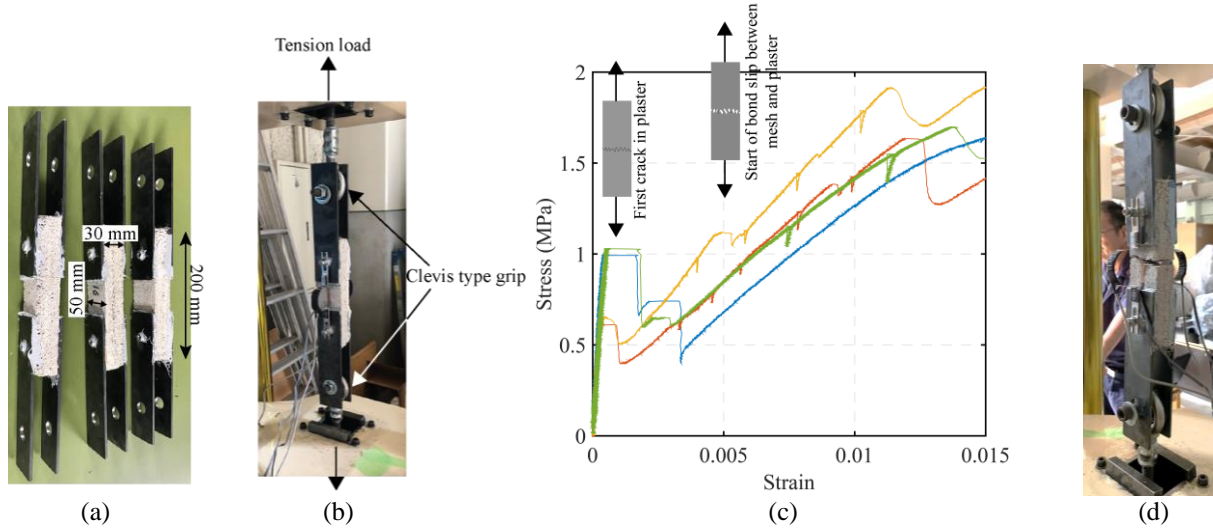 Tension load
30 mm
50 mm
200 mm
Clevis type grip
First crack in plaster
Start of bond slip between
mesh and plaster
Stress (MPa)
2
1.5
1
0.5
0
0
0.005
0.01
0.015
Strain
(a)
(b)
(c)
(d)